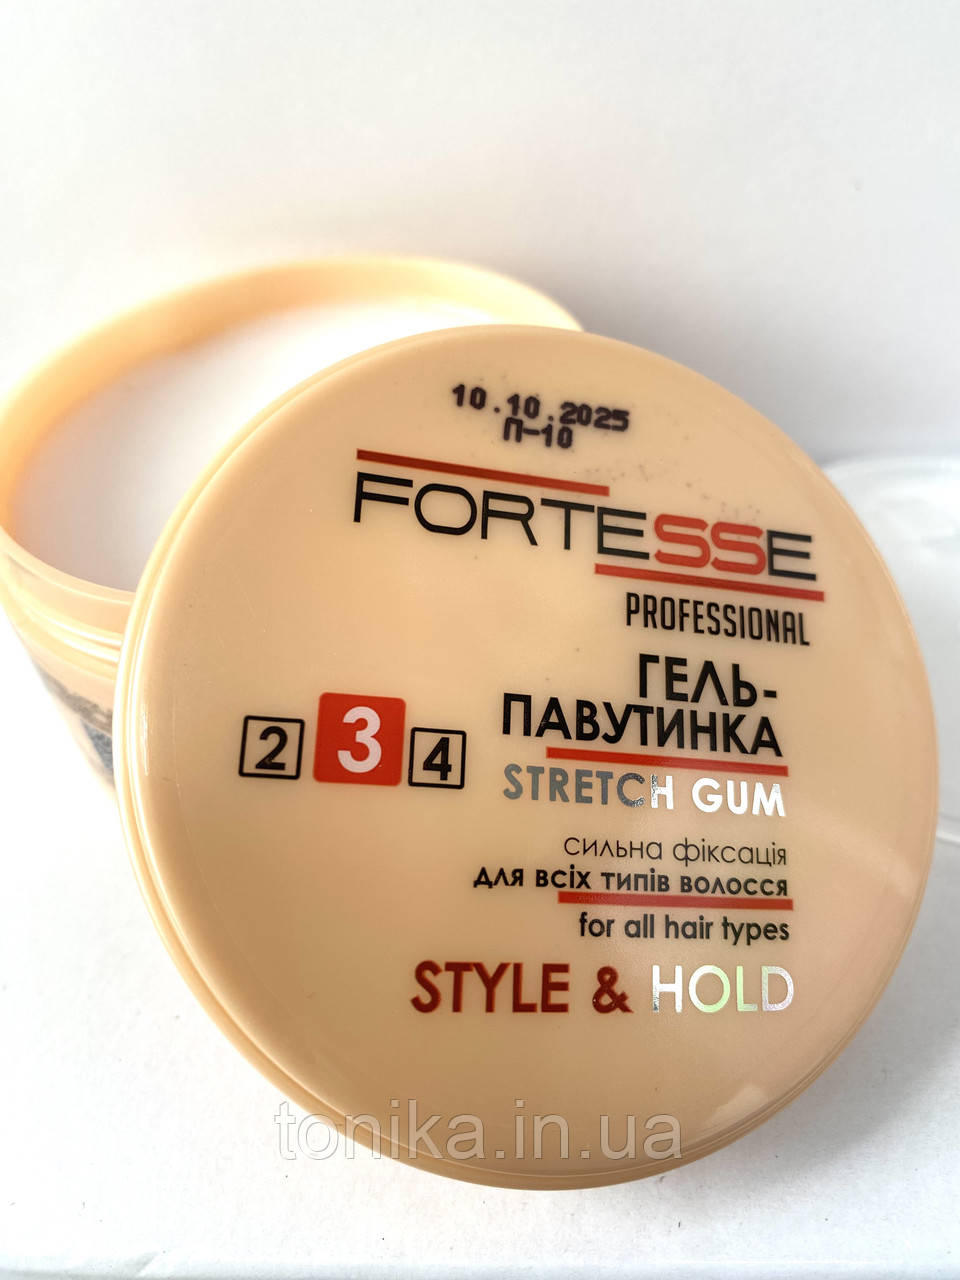 10.10.2025
П-10
FORTESSE
PROFESSIONAL
ГЕЛЬ-
ПАВУТИНКА
2 3 4
STRETCH GUM
сильна фіксація
для всіх типів волосся
for all hair types
STYLE & HOLD
tonika.in.ua